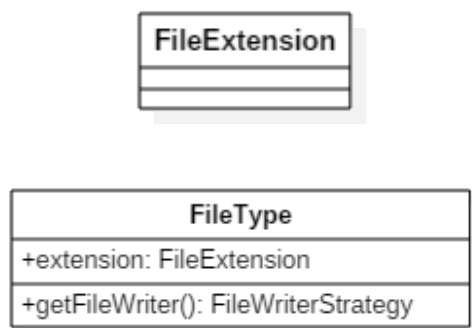 FileExtension
FileType
+extension: FileExtension
+getFileWriter(): FileWriterStrategy